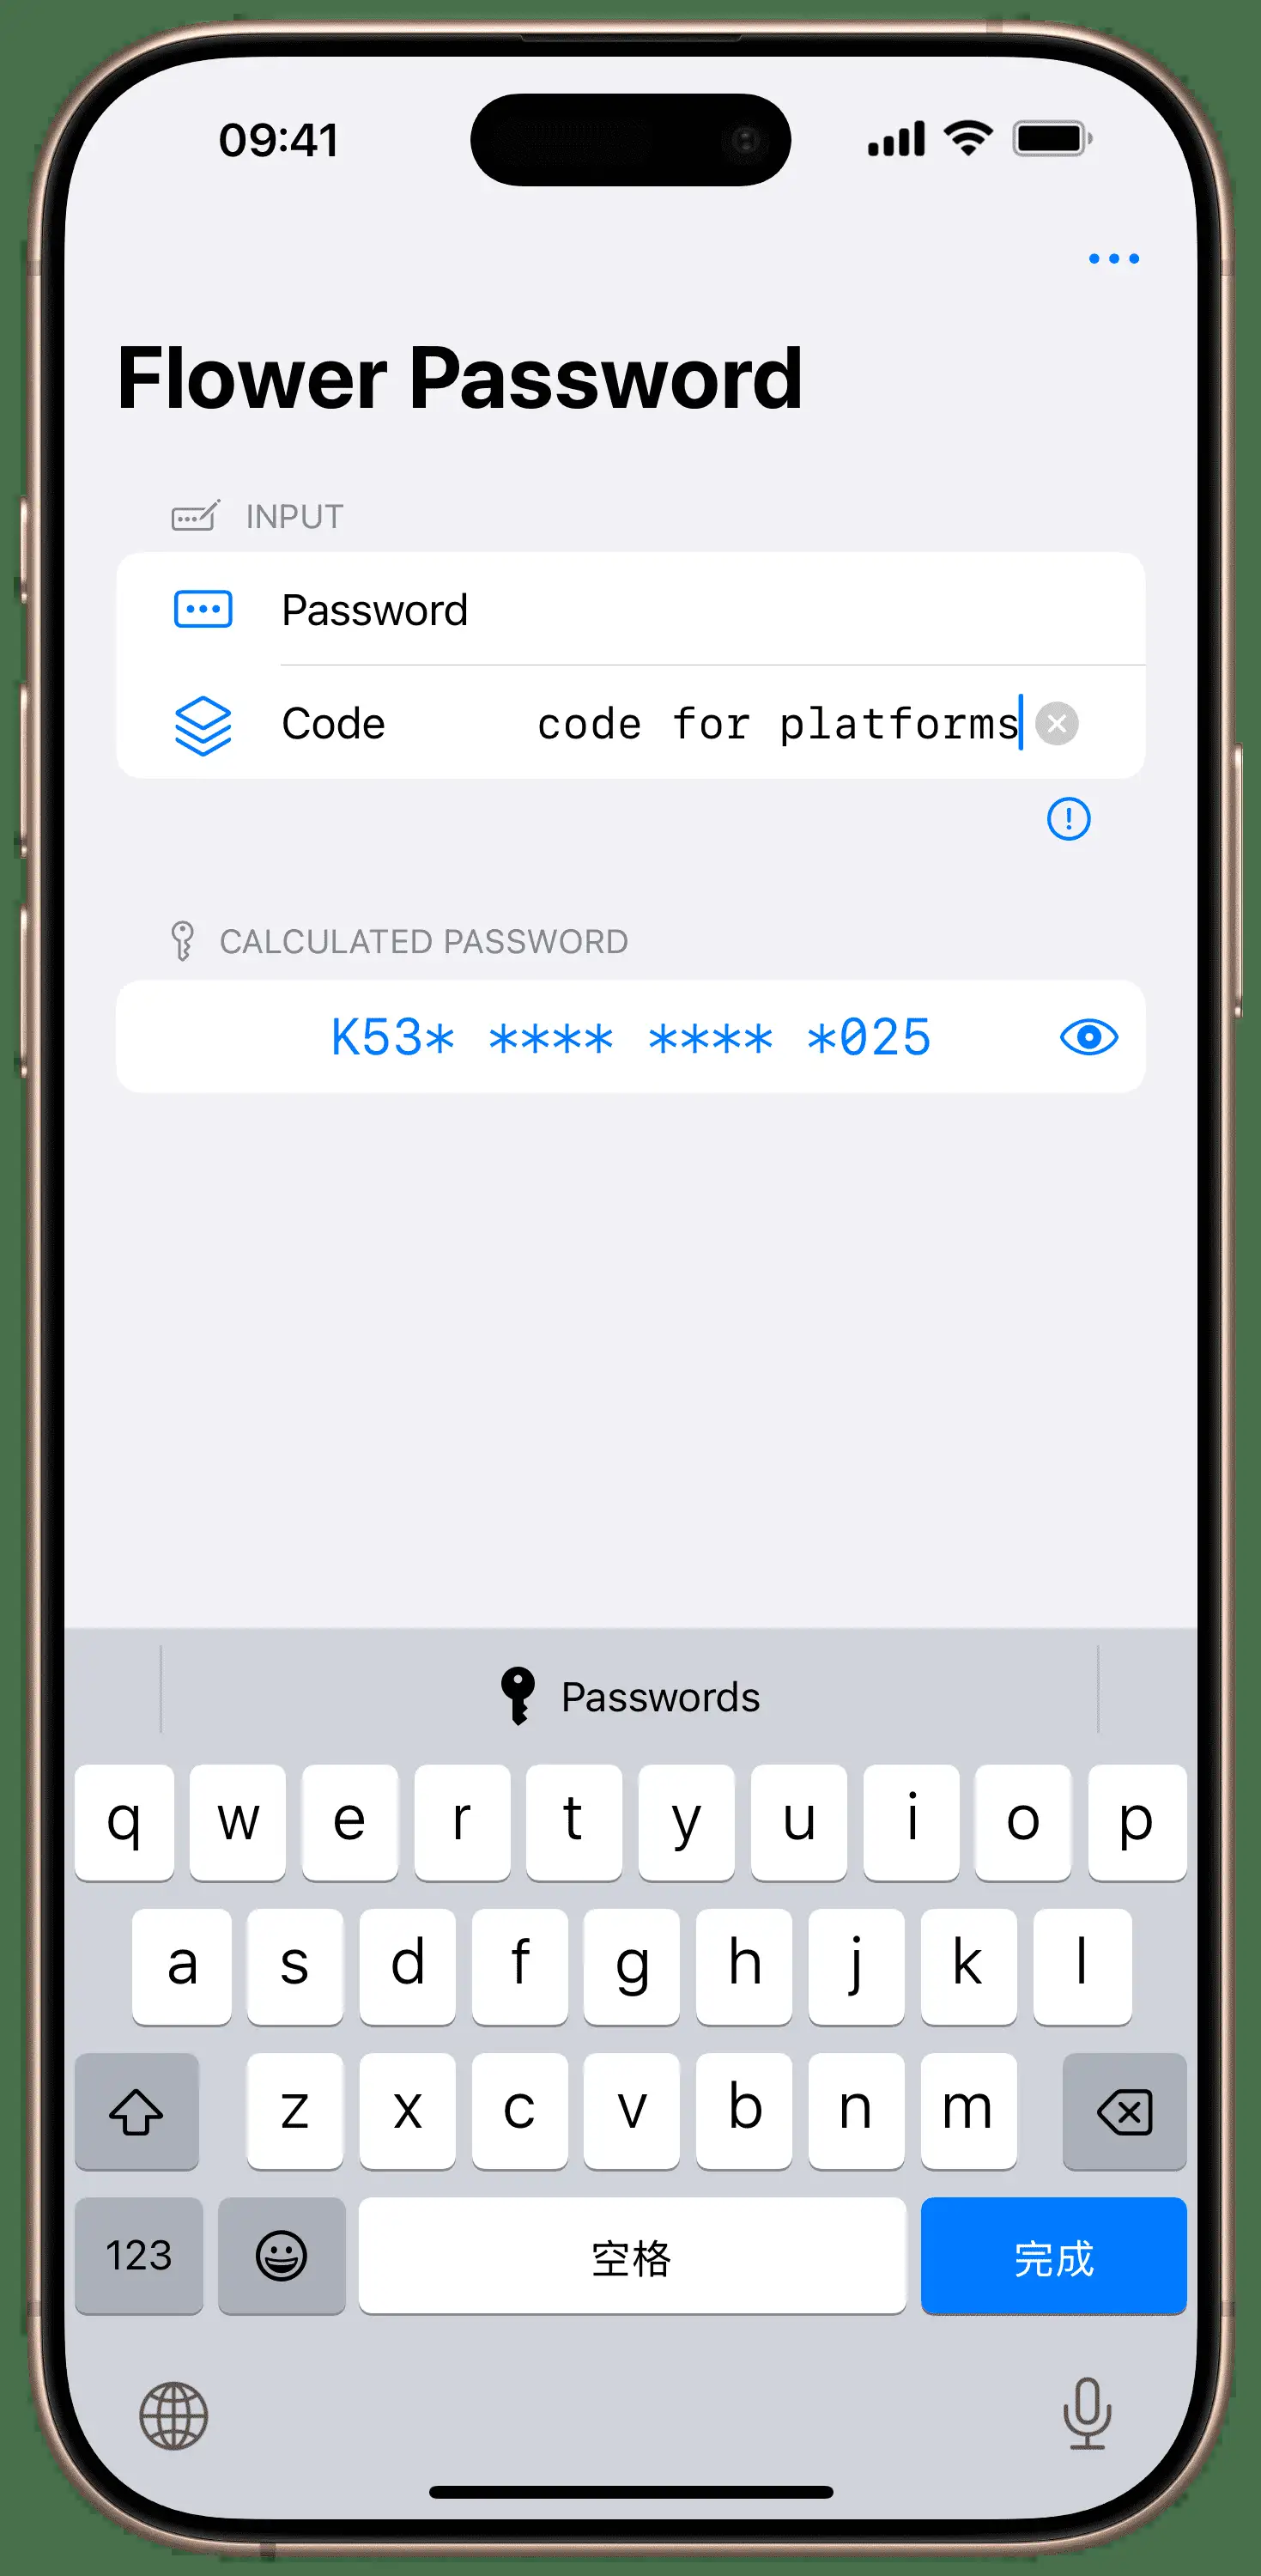 09:41
Flower Password
INPUT
Password
Code code for platforms
CALCULATED PASSWORD
K53* **** **** *025
Passwords
q w e r t y u i o p
a s d f g h j k l
z x c v b n m
123 空格 完成